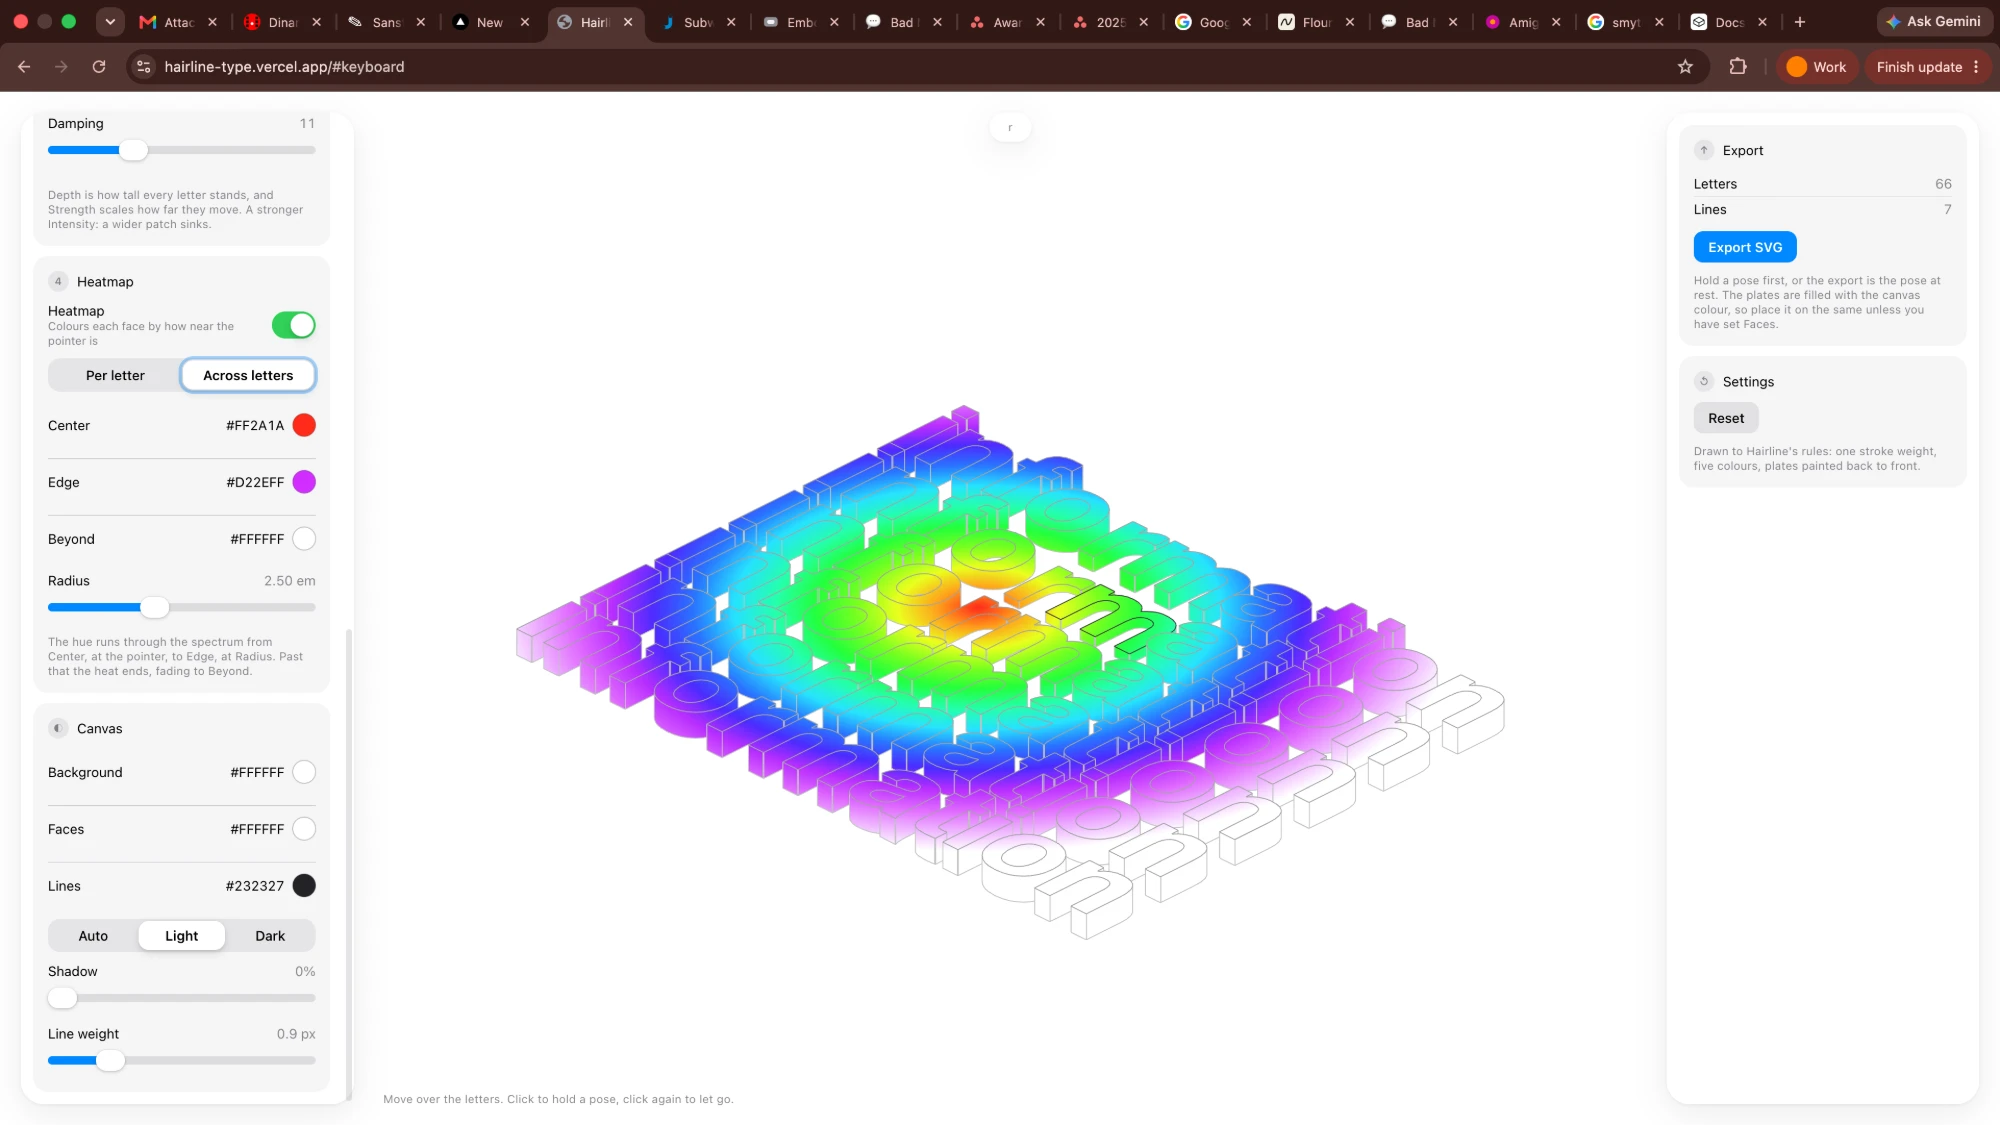 Attac
Dinar
Sans
New
Hairli
Subw
Embe
Bad
Awar
2025
Goog
Flour
Bad
Amig
smyt
Docs
Ask Gemini
hairline-type.vercel.app/#keyboard
Work
Finish update
Damping 11
Depth is how tall every letter stands, and
Strength scales how far they move. A stronger
Intensity: a wider patch sinks.
4 Heatmap
Heatmap
Colours each face by how near the
pointer is
Per letter Across letters
Center #FF2A1A
Edge #D22EFF
Beyond #FFFFFF
Radius 2.50 em
The hue runs through the spectrum from
Center, at the pointer, to Edge, at Radius. Past
that the heat ends, fading to Beyond.
Canvas
Background #FFFFFF
Faces #FFFFFF
Lines #232327
Auto Light Dark
Shadow 0%
Line weight 0.9 px
r
Move over the letters. Click to hold a pose, click again to let go.
Export
Letters 66
Lines 7
Export SVG
Hold a pose first, or the export is the pose at
rest. The plates are filled with the canvas
colour, so place it on the same unless you
have set Faces.
Settings
Reset
Drawn to Hairline's rules: one stroke weight,
five colours, plates painted back to front.